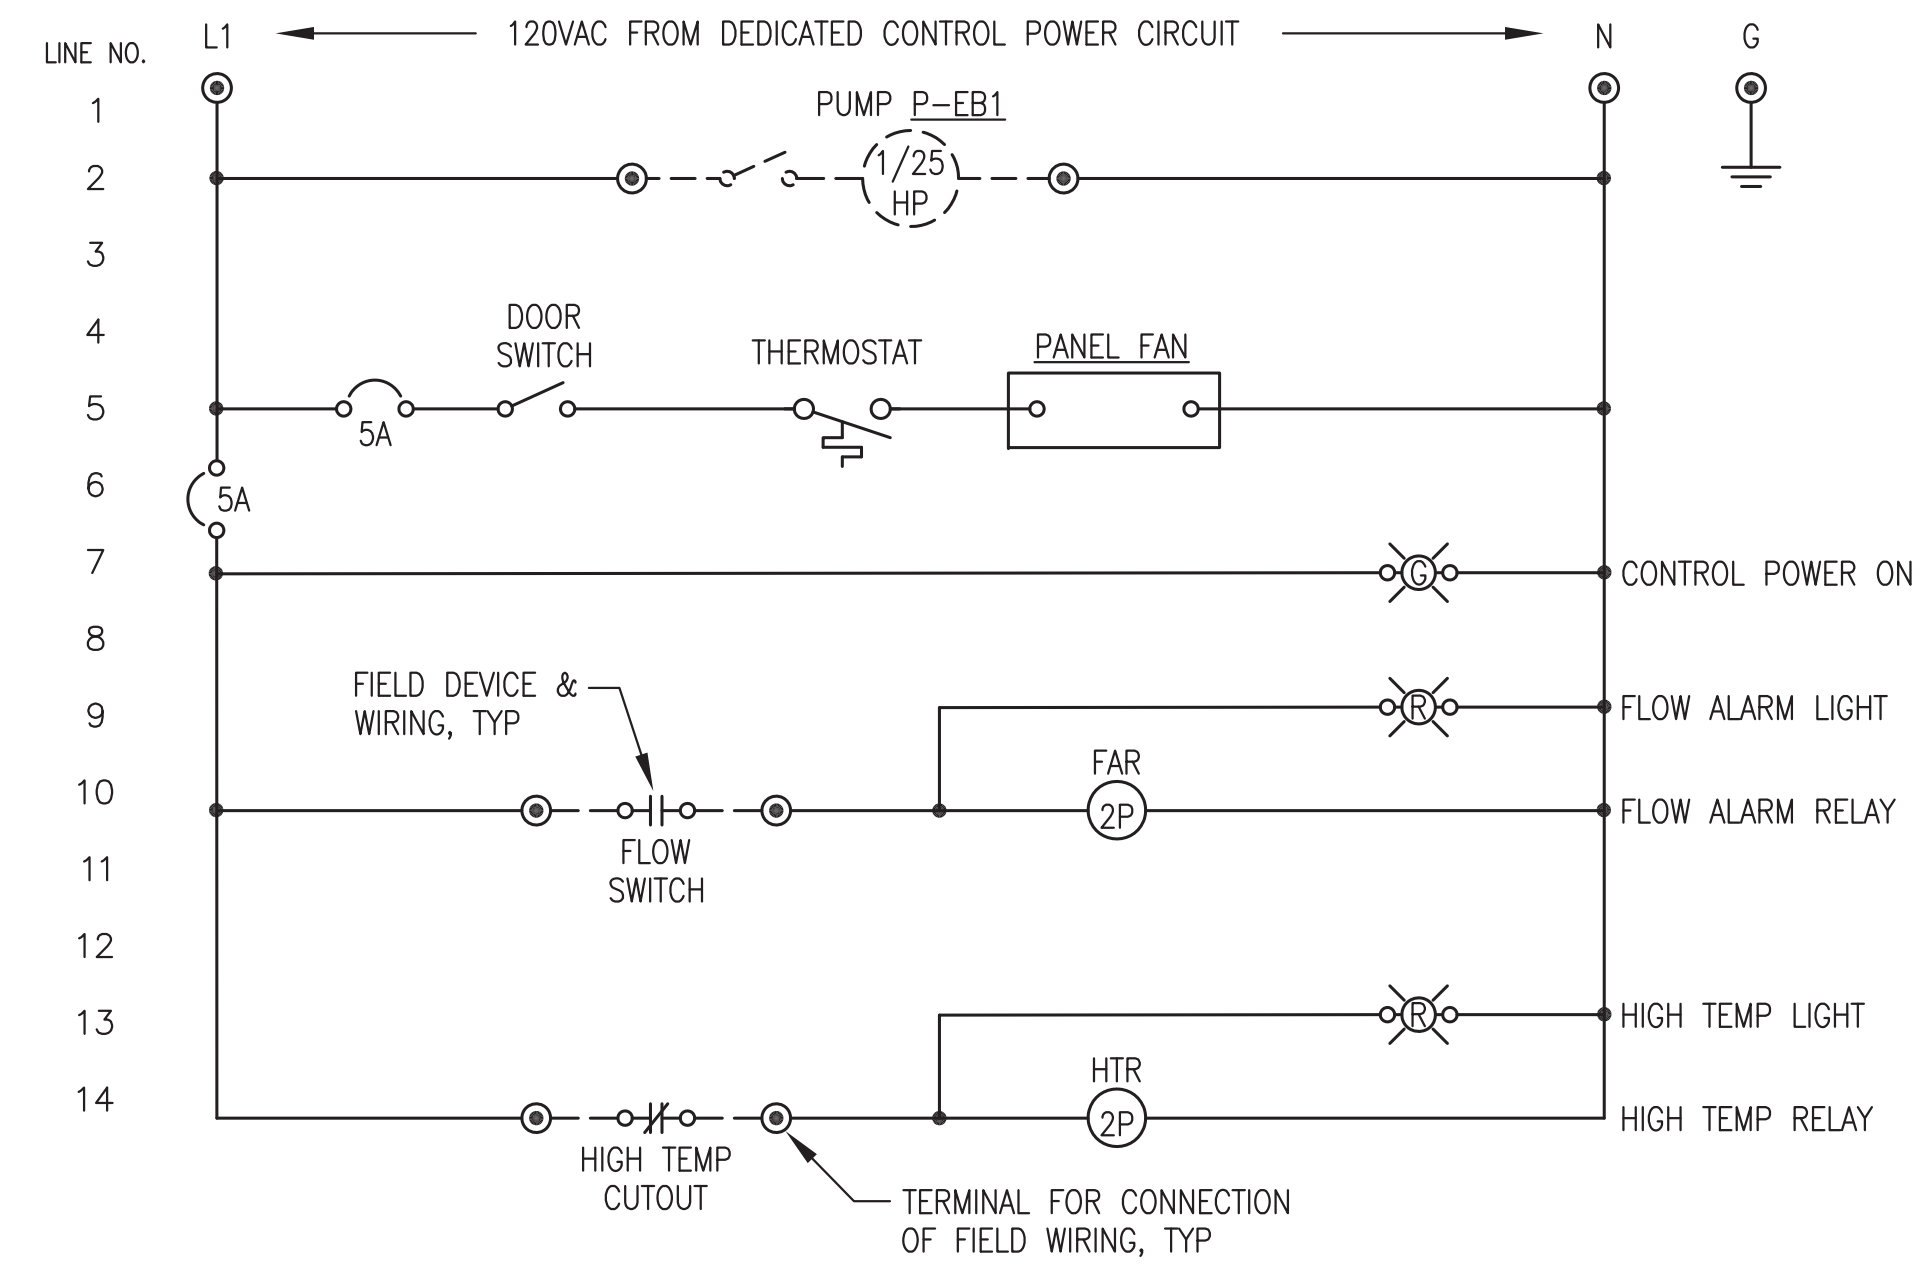 LINE NO.
L1
120VAC FROM DEDICATED CONTROL POWER CIRCUIT
N
G
1
PUMP P-EB1
2
1/25
HP
3
4
DOOR
SWITCH
THERMOSTAT
PANEL FAN
5
5A
6
5A
7
G
CONTROL POWER ON
8
FIELD DEVICE &
WIRING, TYP
9
R
FLOW ALARM LIGHT
FAR
10
2P
FLOW ALARM RELAY
FLOW
SWITCH
11
12
13
R
HIGH TEMP LIGHT
HTR
14
2P
HIGH TEMP RELAY
HIGH TEMP
CUTOUT
TERMINAL FOR CONNECTION
OF FIELD WIRING, TYP